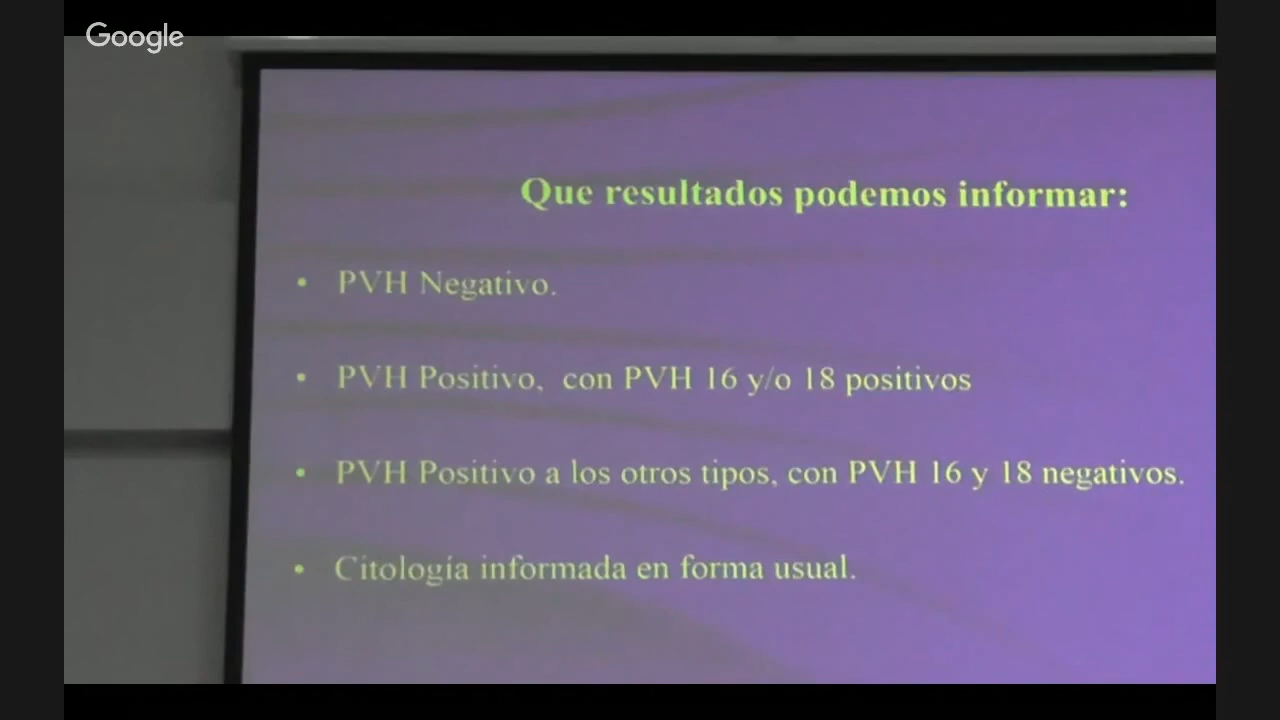 Google
Que resultados podemos informar:
• PVH Negativo.
• PVH Positivo, con PVH 16 y/o 18 positivos
• PVH Positivo a los otros tipos, con PVH 16 y 18 negativos.
• Citología informada en forma usual.